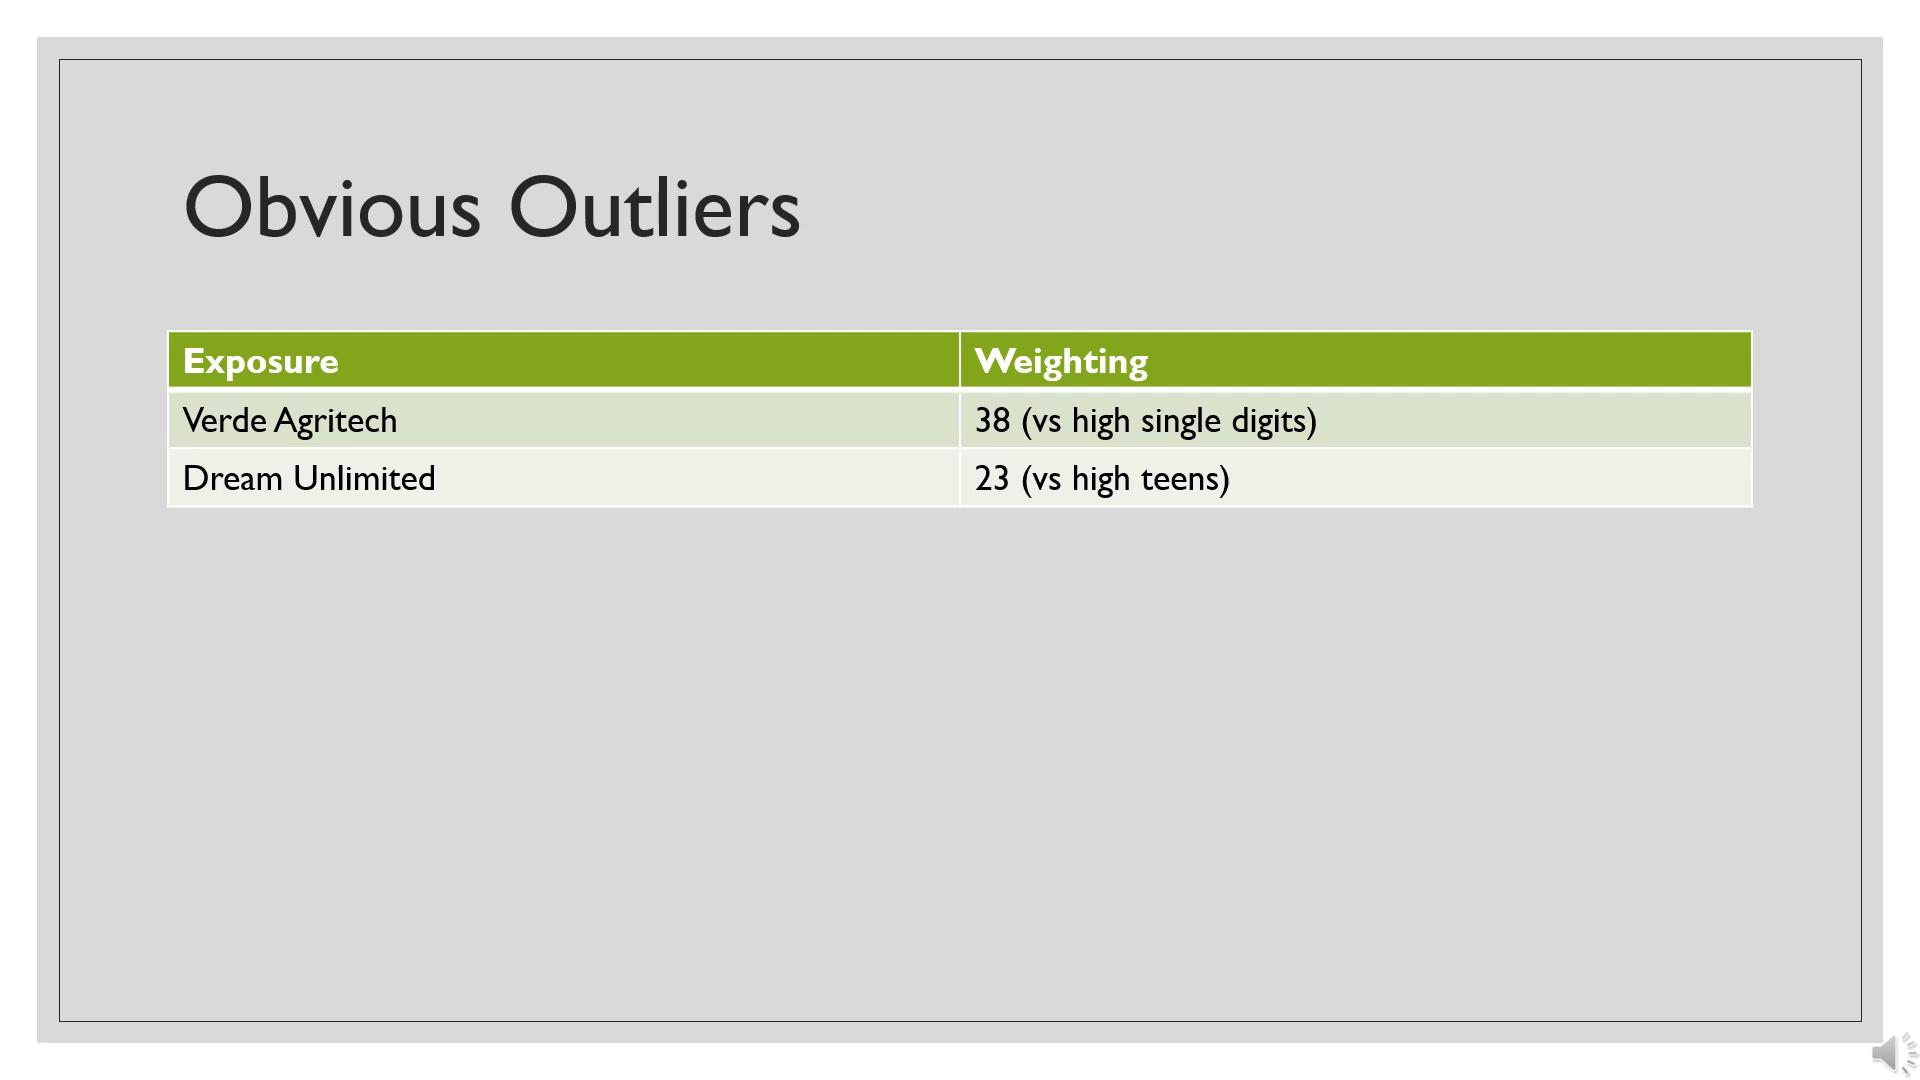 Obvious Outliers
Exposure Weighting
Verde Agritech 38 (vs high single digits)
Dream Unlimited 23 (vs high teens)